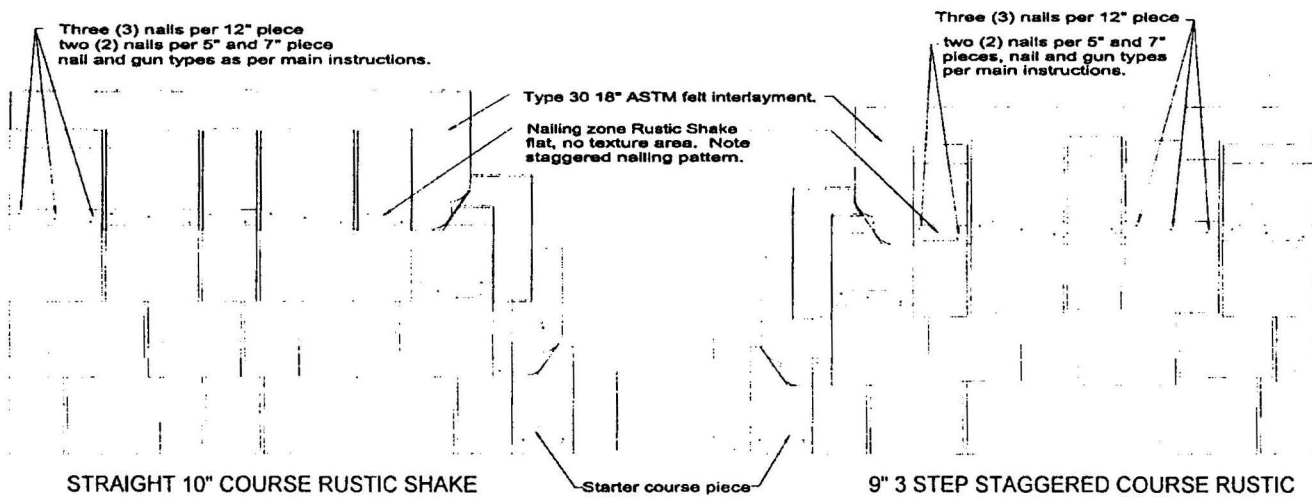 Three (3) nails per 12" piece
two (2) nails per 5" and 7" piece
nail and gun types as per main instructions.
Three (3) nails per 12" piece
two (2) nails per 5" and 7"
pieces, nail and gun types
per main instructions.
Type 30 18" ASTM felt interlayment.
Nailing zone Rustic Shake
flat, no texture area. Note
staggered nailing pattern.
STRAIGHT 10" COURSE RUSTIC SHAKE
Starter course piece
9" 3 STEP STAGGERED COURSE RUSTIC